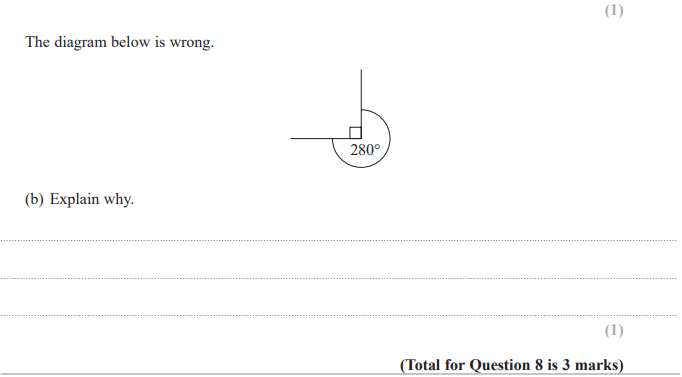 (1)
The diagram below is wrong.
280°
(b) Explain why.
(1)
(Total for Question 8 is 3 marks)